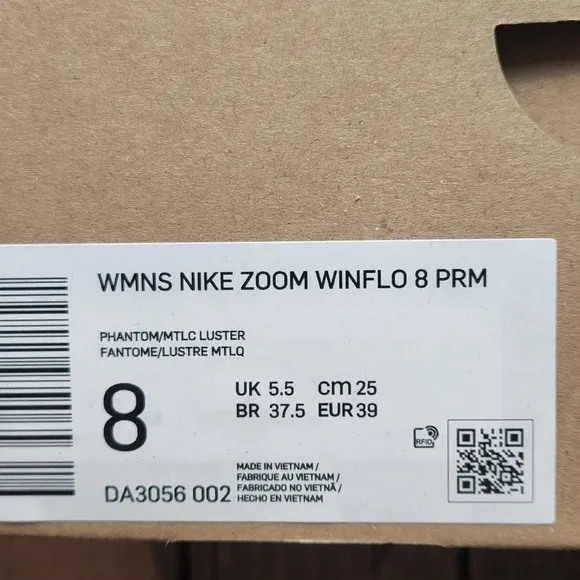 WMNS NIKE ZOOM WINFLO 8 PRM
PHANTOM/MTLC LUSTER
FANTOME/LUSTRE MTLQ
8
UK 5.5 cm 25
BR 37.5 EUR 39
RFID
DA3056 002
MADE IN VIETNAM /
FABRIQUE AU VIETNAM /
FABRICADO NO VIETNÃ /
HECHO EN VIETNAM